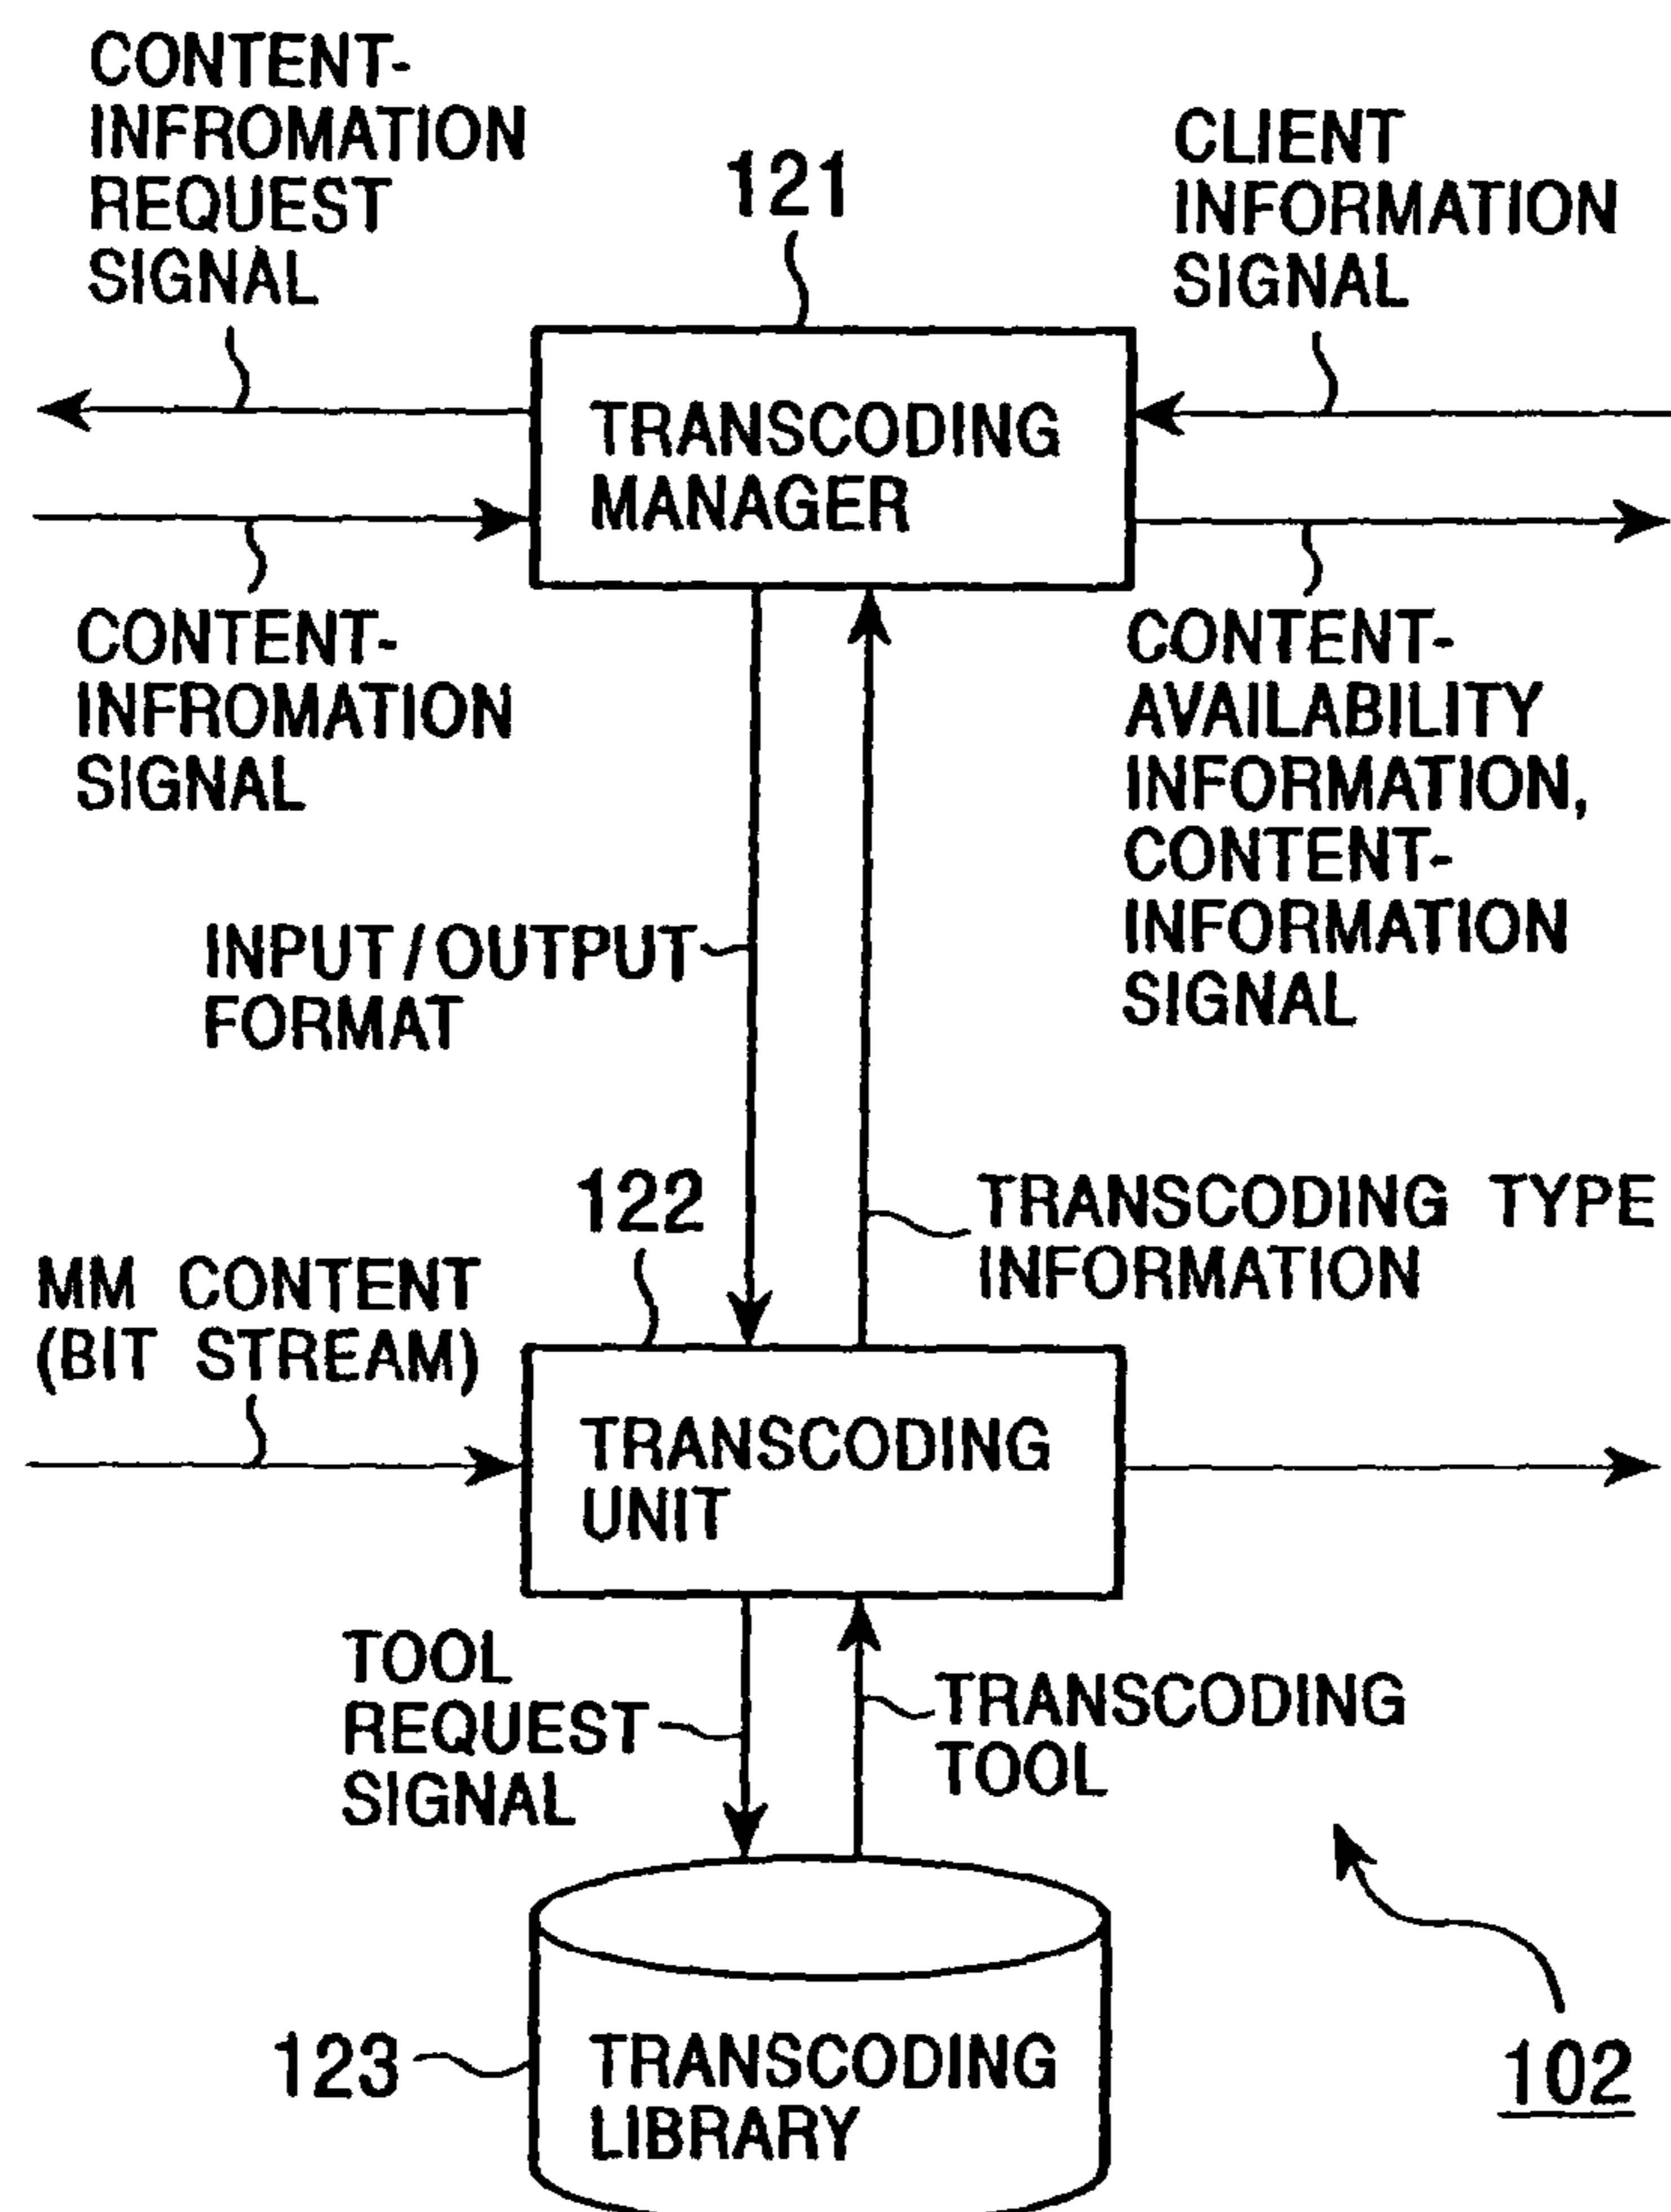 CONTENT-
INFROMATION
REQUEST
SIGNAL
121
CLIENT
INFORMATION
SIGNAL
TRANSCODING
MANAGER
CONTENT-
INFROMATION
SIGNAL
CONTENT-
AVAILABILITY
INFORMATION,
CONTENT-
INFORMATION
SIGNAL
INPUT/OUTPUT
FORMAT
122
TRANSCODING TYPE
INFORMATION
MM CONTENT
(BIT STREAM)
TRANSCODING
UNIT
TOOL
REQUEST
SIGNAL
TRANSCODING
TOOL
123
TRANSCODING
LIBRARY
102